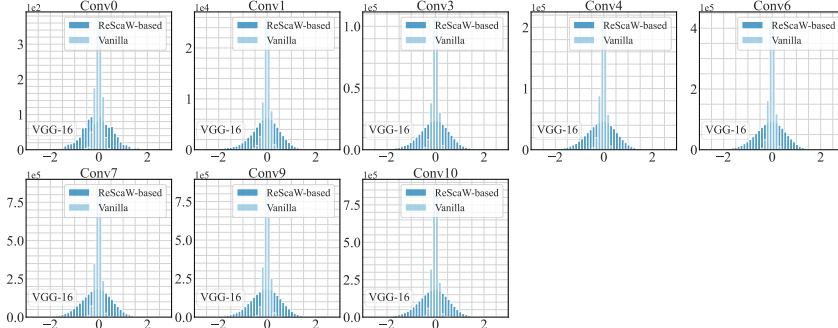 Conv0
1e2
ReScaW-based
Vanilla
3
2
1
0
VGG-16
−2
0
2
Conv1
1e4
ReScaW-based
Vanilla
4
2
0
VGG-16
−2
0
2
Conv3
1e5
ReScaW-based
Vanilla
1.0
0.5
0.0
VGG-16
−2
0
2
Conv4
1e5
ReScaW-based
Vanilla
2
1
0
VGG-16
−2
0
2
Conv6
1e5
ReScaW-based
Vanilla
4
2
0
VGG-16
−2
0
2
Conv7
1e5
ReScaW-based
Vanilla
7.5
5.0
2.5
0.0
VGG-16
−2
0
2
Conv9
1e5
ReScaW-based
Vanilla
7.5
5.0
2.5
0.0
VGG-16
−2
0
2
Conv10
1e5
ReScaW-based
Vanilla
7.5
5.0
2.5
0.0
VGG-16
−2
0
2